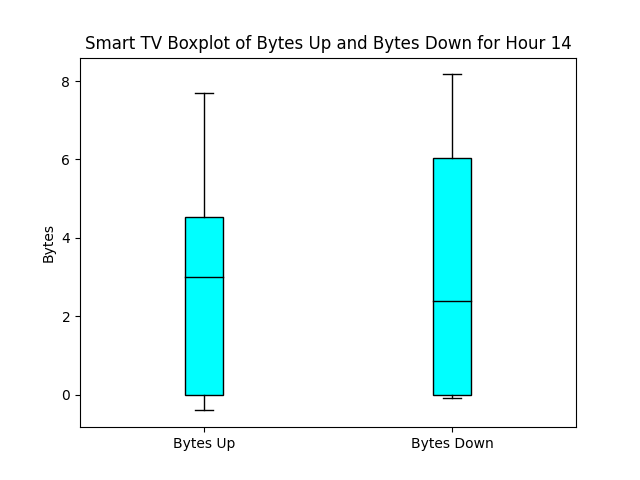 Smart TV Boxplot of Bytes Up and Bytes Down for Hour 14
8
6
4
2
0
Bytes
Bytes Up
Bytes Down